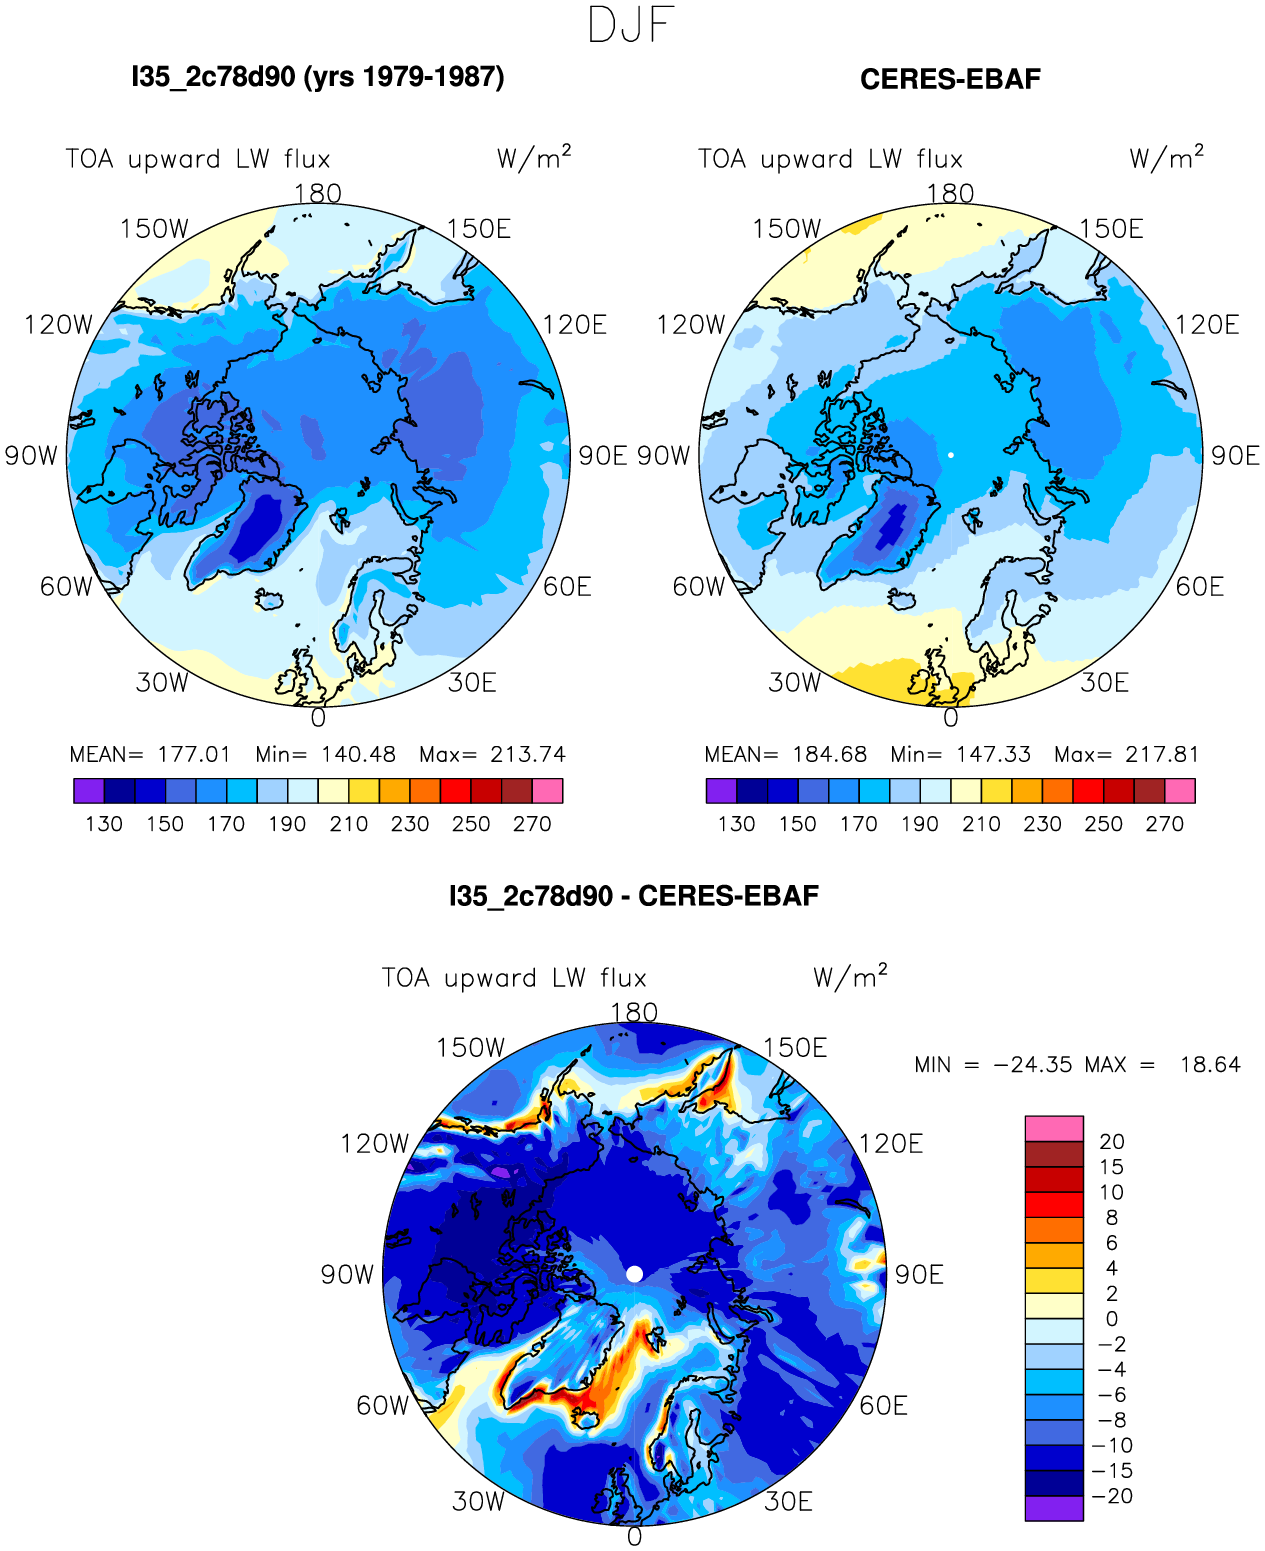 DJF
I35_2c78d90 (yrs 1979-1987)
CERES-EBAF
TOA upward LW flux W/m²
TOA upward LW flux W/m²
180
150W 150E
120W 120E
90W 90E
60W 60E
30W 30E
0
180
150W 150E
120W 120E
90W 90E
60W 60E
30W 30E
0
MEAN= 177.01 Min= 140.48 Max= 213.74
130 150 170 190 210 230 250 270
MEAN= 184.68 Min= 147.33 Max= 217.81
130 150 170 190 210 230 250 270
I35_2c78d90 - CERES-EBAF
TOA upward LW flux W/m²
180
150W 150E
120W 120E
90W 90E
60W 60E
30W 30E
0
MIN = −24.35 MAX = 18.64
20
15
10
8
6
4
2
0
−2
−4
−6
−8
−10
−15
−20